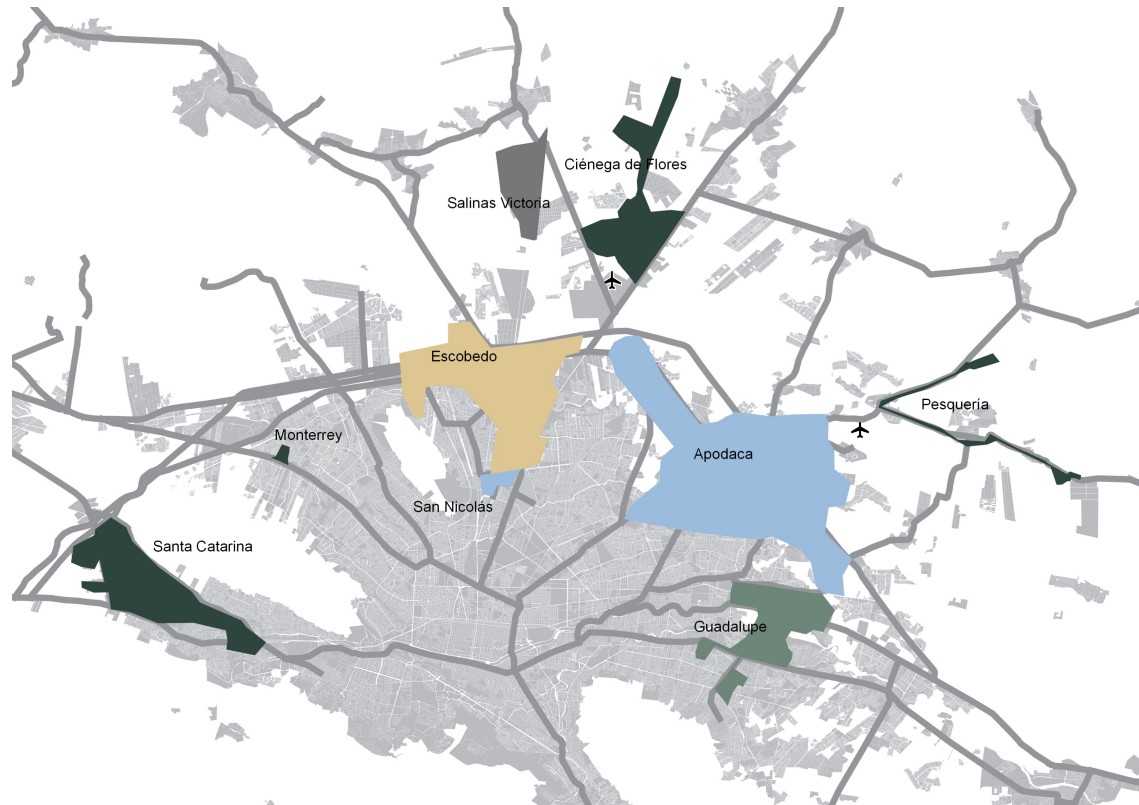 Ciénega de Flores
Salinas Victoria
Escobedo
Pesquería
Monterrey
Apodaca
San Nicolás
Santa Catarina
Guadalupe